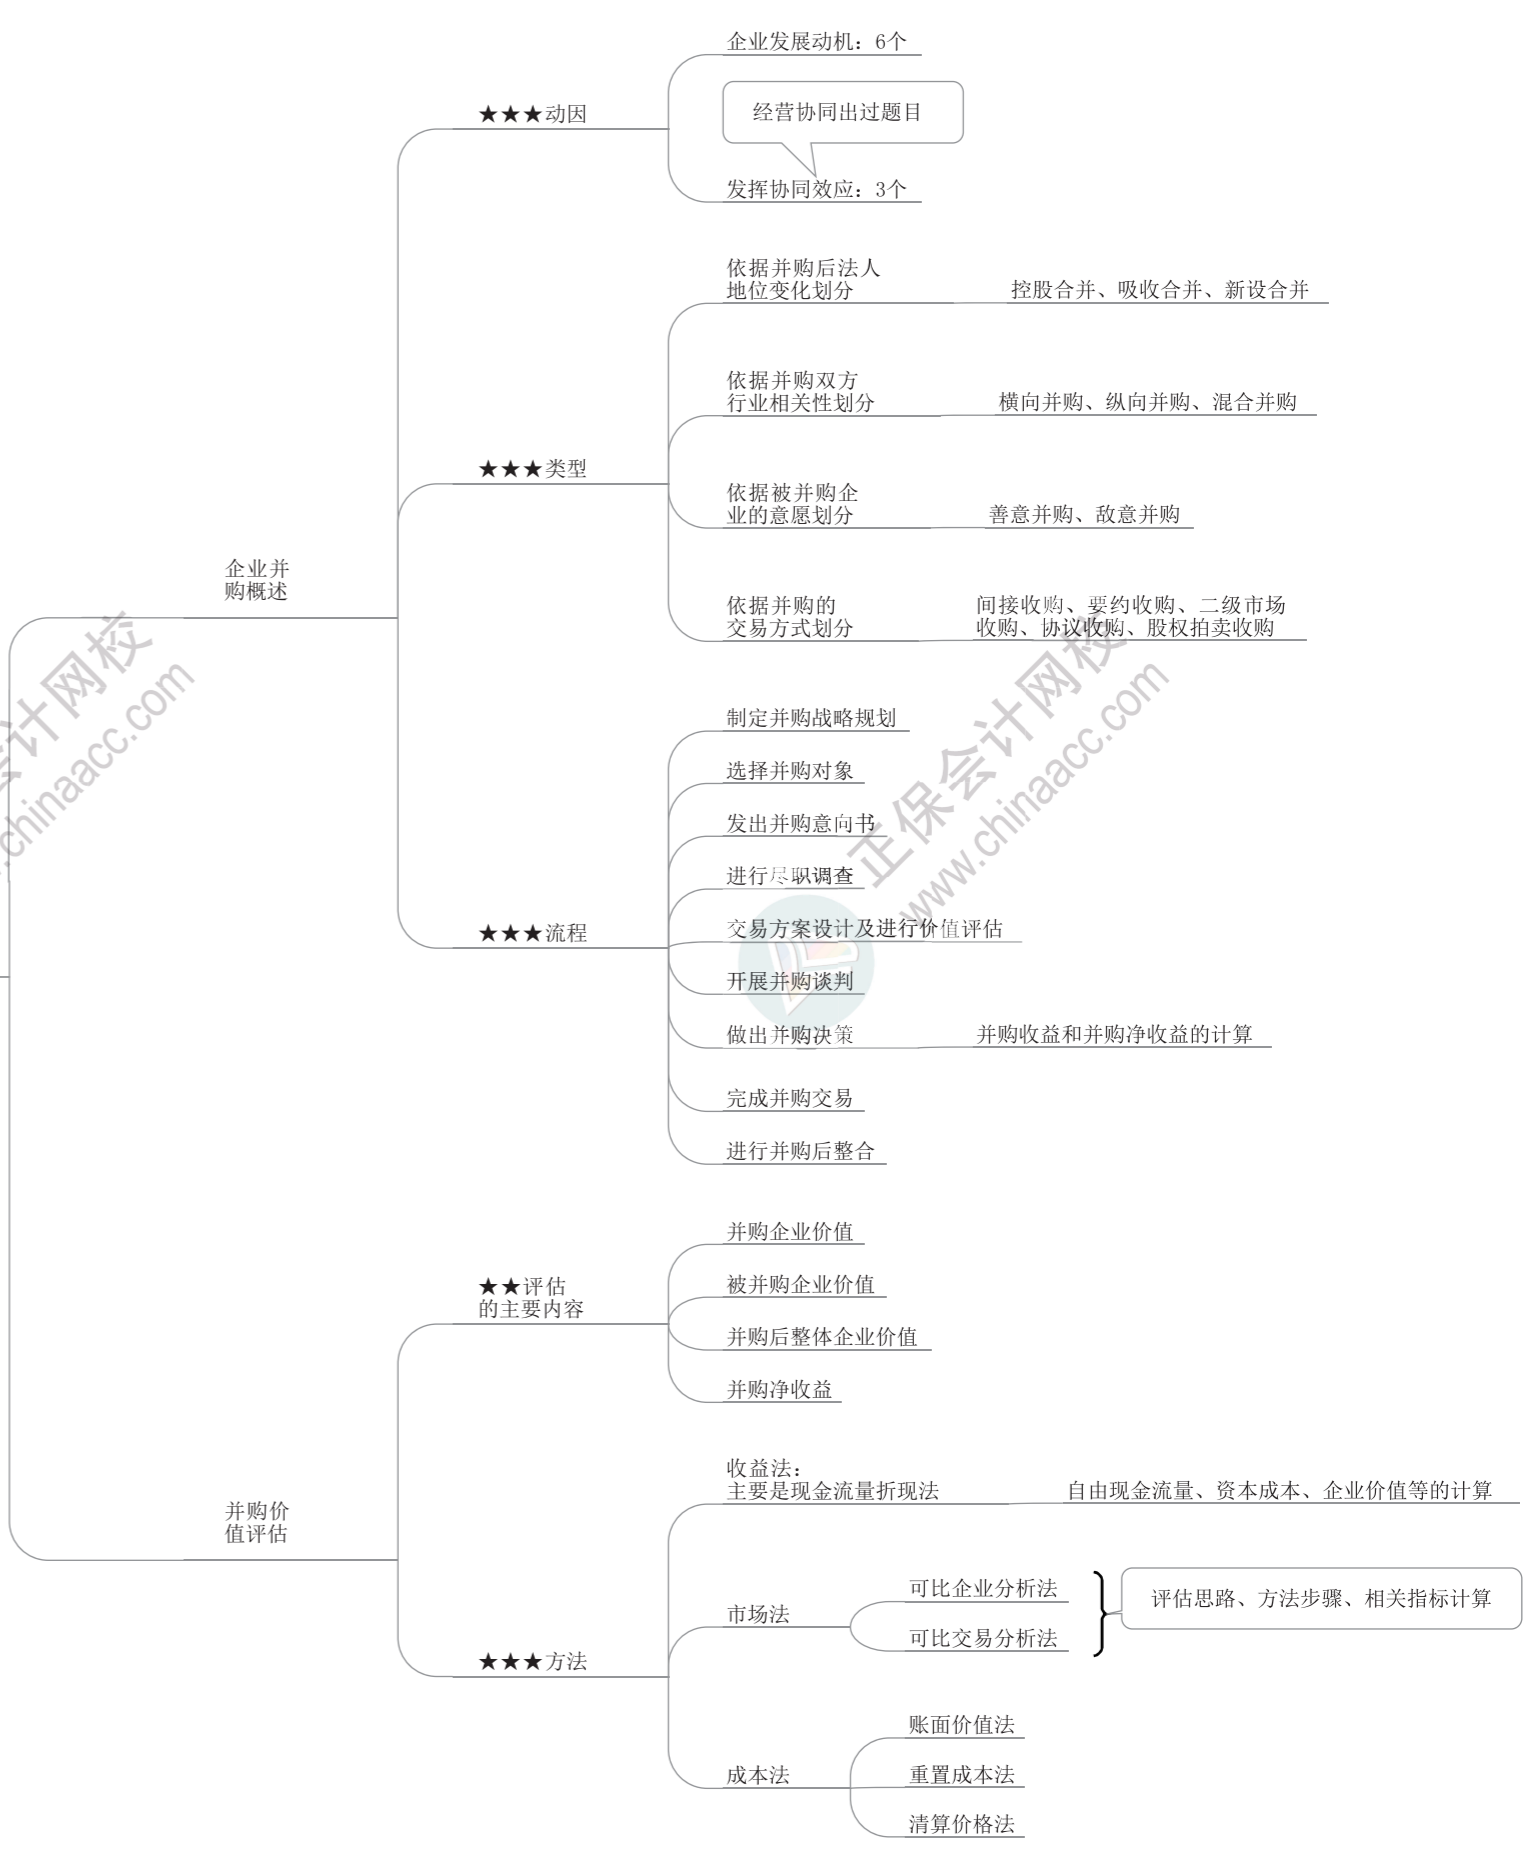 企业发展动机：6个
★★★动因
经营协同出过题目
发挥协同效应：3个
依据并购后法人
地位变化划分
控股合并、吸收合并、新设合并
依据并购双方
行业相关性划分
横向并购、纵向并购、混合并购
★★★类型
依据被并购企
业的意愿划分
善意并购、敌意并购
企业并
购概述
依据并购的
交易方式划分
间接收购、要约收购、二级市场
收购、协议收购、股权拍卖收购
制定并购战略规划
选择并购对象
发出并购意向书
进行尽职调查
★★★流程
交易方案设计及进行价值评估
开展并购谈判
做出并购决策
并购收益和并购净收益的计算
完成并购交易
进行并购后整合
并购企业价值
★★评估
的主要内容
被并购企业价值
并购后整体企业价值
并购净收益
并购价
值评估
收益法：
主要是现金流量折现法
自由现金流量、资本成本、企业价值等的计算
市场法
可比企业分析法
可比交易分析法
评估思路、方法步骤、相关指标计算
★★★方法
成本法
账面价值法
重置成本法
清算价格法
会计网校
.chinaacc.com
正保会计网校
www.chinaacc.com